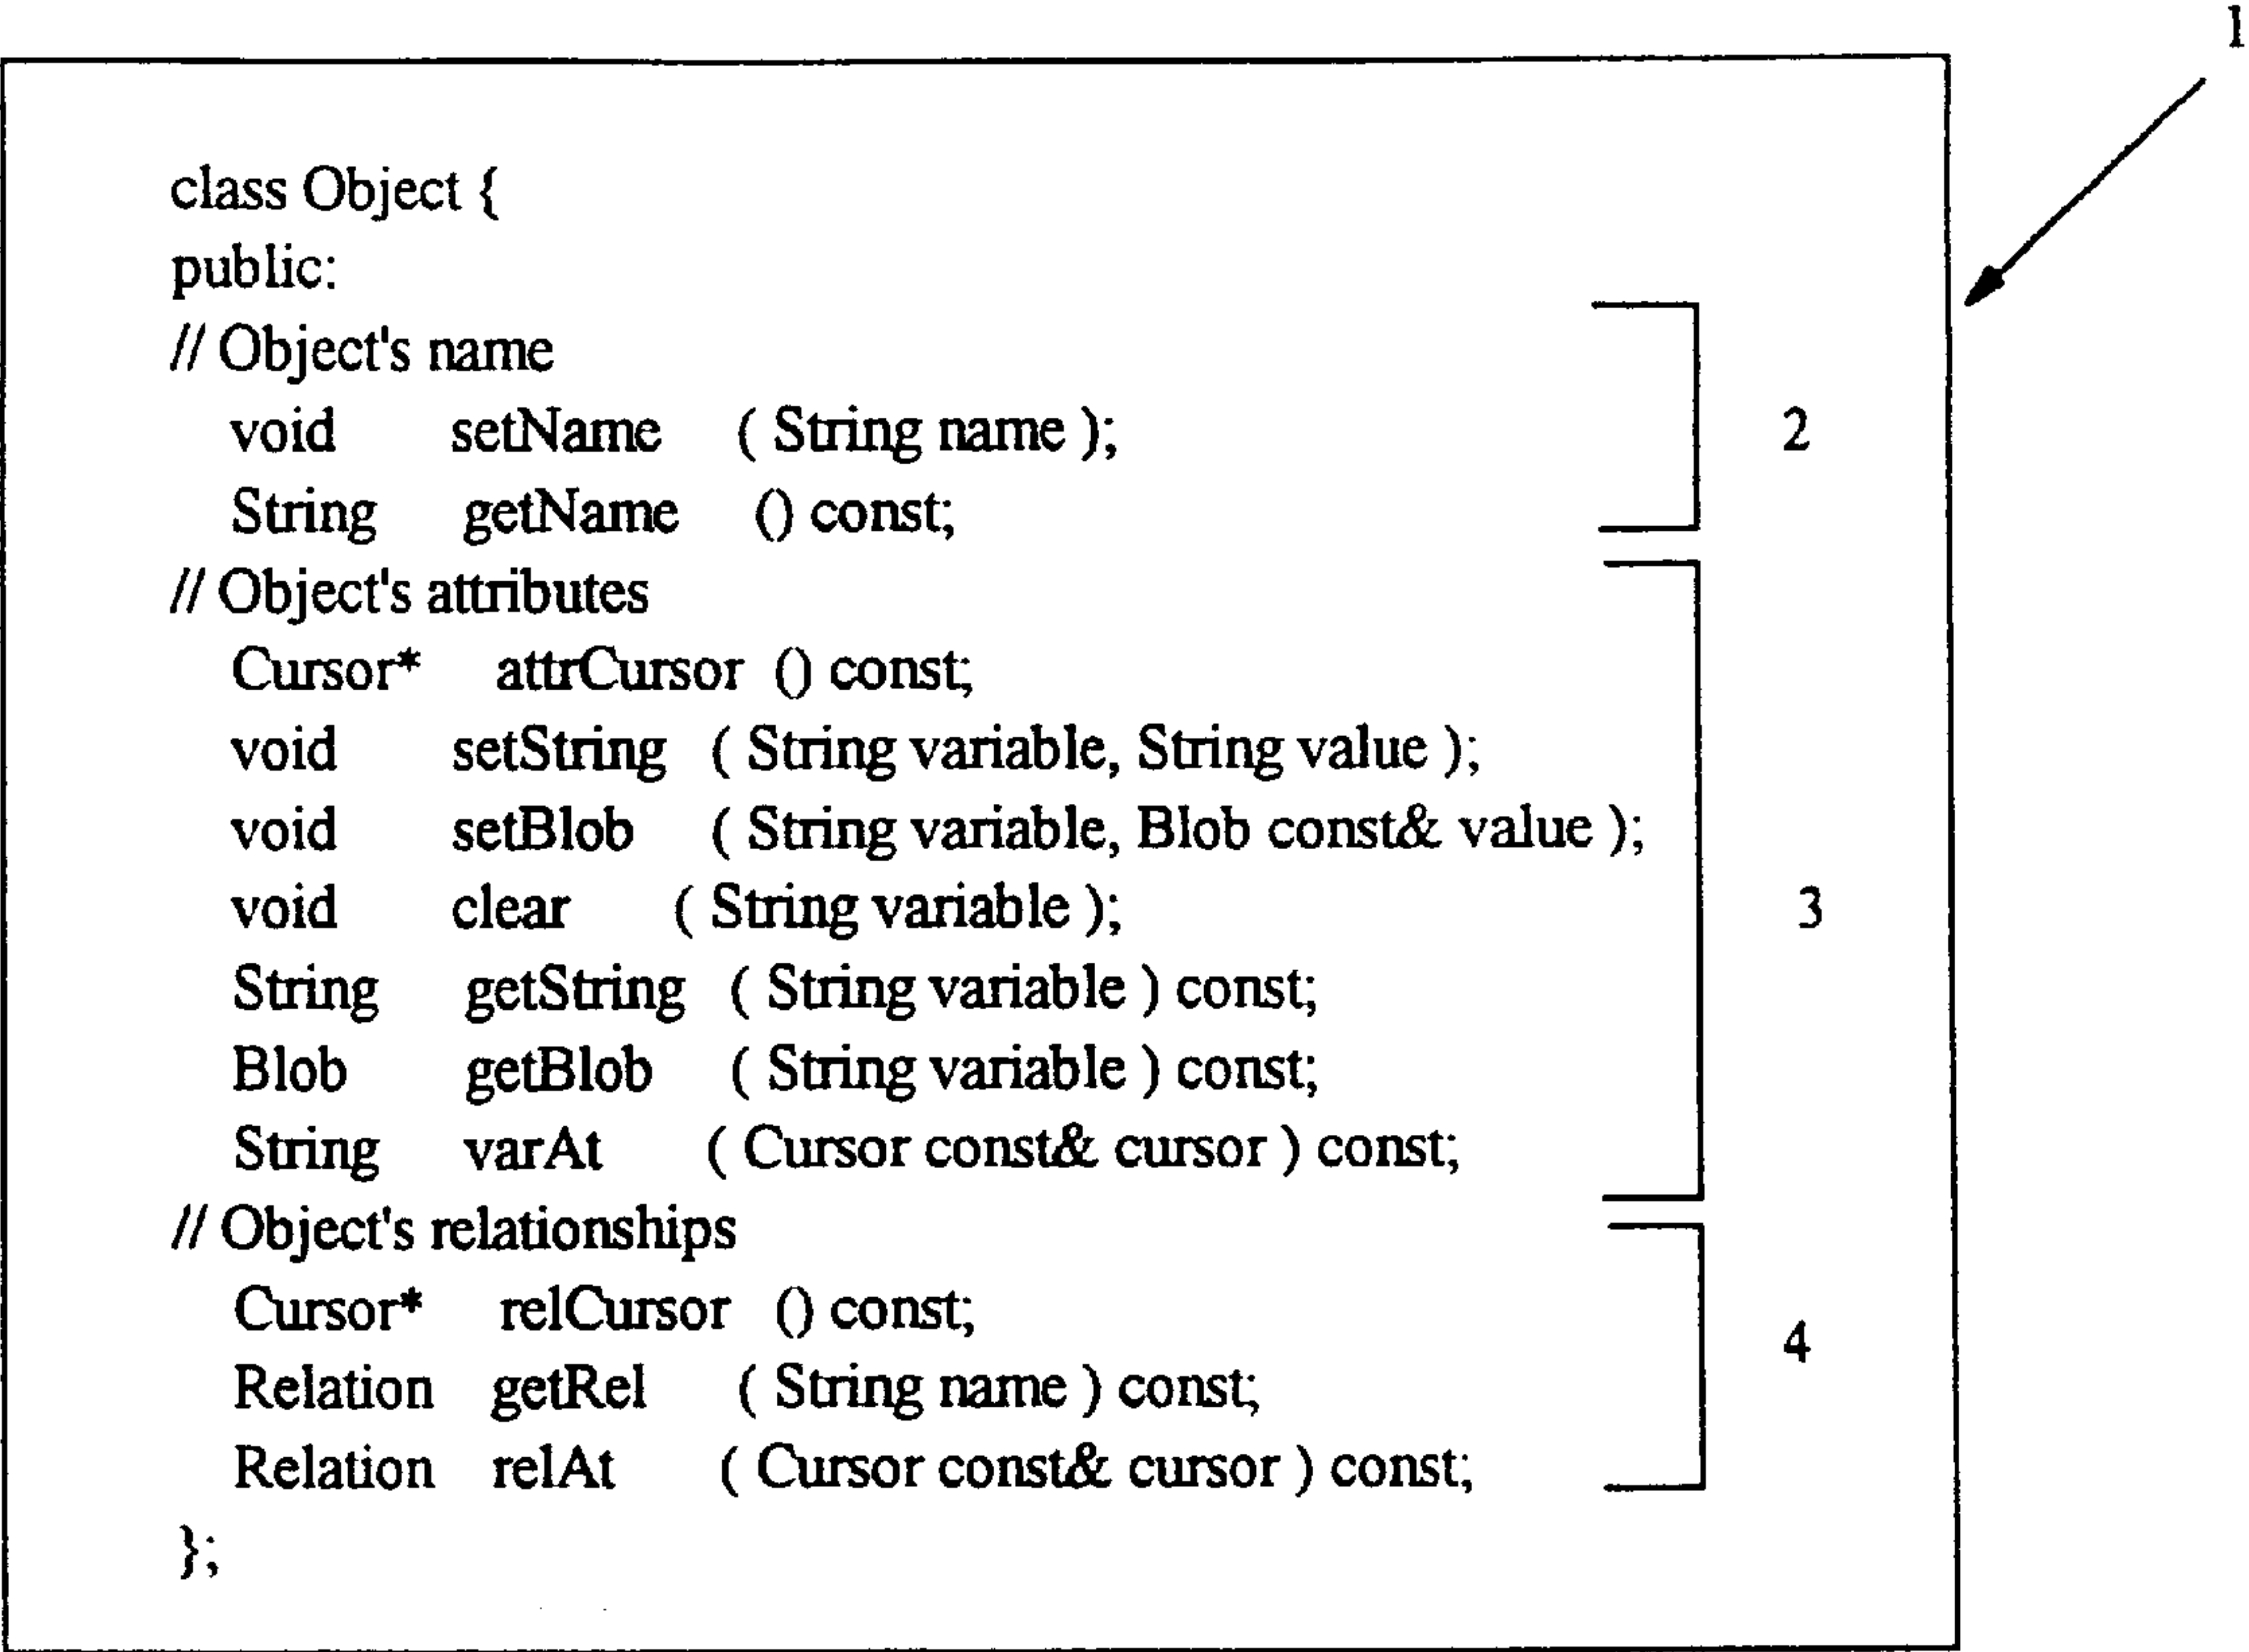 1
class Object {
public:
// Object's name
void setName ( String name );
2
String getName () const;
// Object's attributes
Cursor* attrCursor () const;
void setString ( String variable, String value );
void setBlob ( String variable, Blob const& value );
void clear ( String variable );
3
String getString ( String variable ) const;
Blob getBlob ( String variable ) const;
String varAt ( Cursor const& cursor ) const;
// Object's relationships
Cursor* relCursor () const;
4
Relation getRel ( String name ) const;
Relation relAt ( Cursor const& cursor ) const;
};